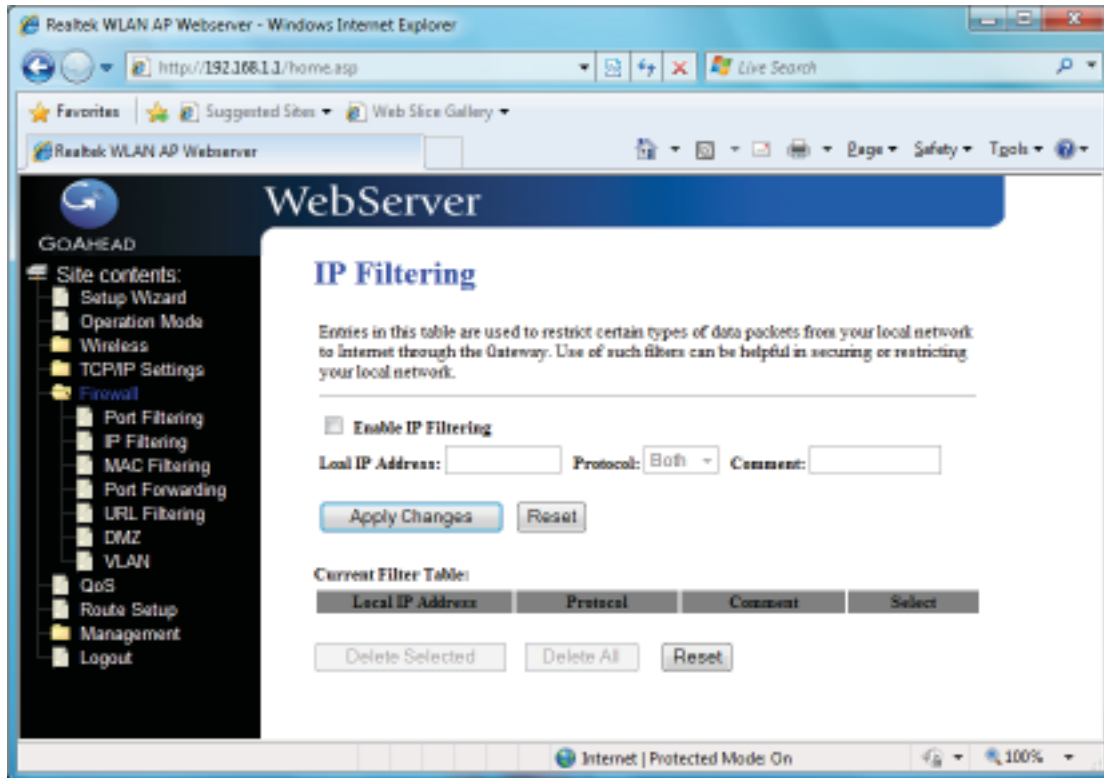 Realtek WLAN AP Webserver - Windows Internet Explorer
http://192.168.1.1/home.asp
Live Search
Favorites
Suggested Sites
Web Slice Gallery
Realtek WLAN AP Webserver
Page
Safety
Tools
GOAHEAD
WebServer
Site contents:
Setup Wizard
Operation Mode
Wireless
TCP/IP Settings
Firewall
Port Filtering
IP Filtering
MAC Filtering
Port Forwarding
URL Filtering
DMZ
VLAN
QoS
Route Setup
Management
Logout
IP Filtering
Entries in this table are used to restrict certain types of data packets from your local network
to Internet through the Gateway. Use of such filters can be helpful in securing or restricting
your local network.
Enable IP Filtering
Loal IP Address: Protocol: Both Comment:
Apply Changes Reset
Current Filter Table:
Local IP Address Protocol Comment Select
Delete Selected Delete All Reset
Internet | Protected Mode: On
100%